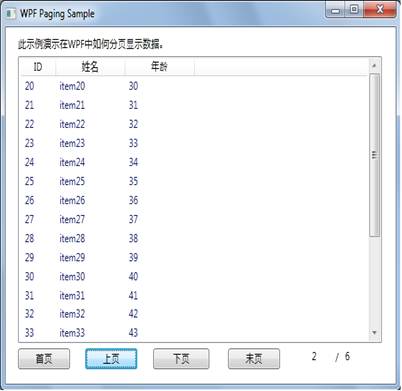 WPF Paging Sample
此示例演示在WPF中如何分页显示数据。
ID 姓名 年龄
20 item20 30
21 item21 31
22 item22 32
23 item23 33
24 item24 34
25 item25 35
26 item26 36
27 item27 37
28 item28 38
29 item29 39
30 item30 40
31 item31 41
32 item32 42
33 item33 43
首页 上页 下页 末页 2 / 6